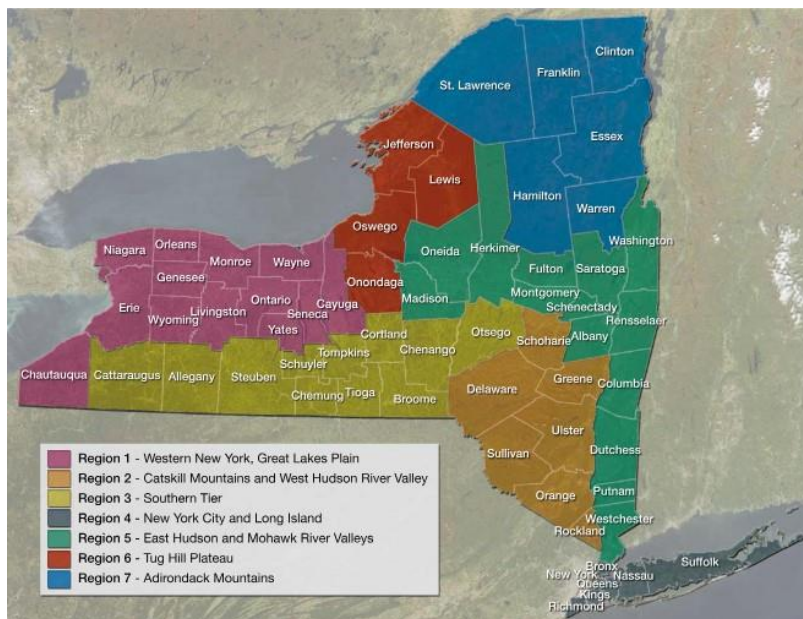 Clinton
Franklin
St. Lawrence
Essex
Jefferson
Lewis
Hamilton
Warren
Oswego
Washington
Oneida
Herkimer
Niagara
Orleans
Monroe
Wayne
Fulton
Saratoga
Genesee
Onondaga
Montgomery
Madison
Erie
Livingston
Ontario
Cayuga
Seneca
Schenectady
Wyoming
Rensselaer
Yates
Cortland
Otsego
Schoharie
Albany
Tompkins
Chenango
Schuyler
Chautauqua
Cattaraugus
Allegany
Steuben
Greene
Columbia
Chemung
Tioga
Broome
Delaware
Ulster
Dutchess
Sullivan
Putnam
Orange
Westchester
Rockland
Region 1 - Western New York, Great Lakes Plain
Region 2 - Catskill Mountains and West Hudson River Valley
Region 3 - Southern Tier
Region 4 - New York City and Long Island
Region 5 - East Hudson and Mohawk River Valleys
Region 6 - Tug Hill Plateau
Region 7 - Adirondack Mountains
Bronx
Suffolk
New York
Nassau
Queens
Kings
Richmond